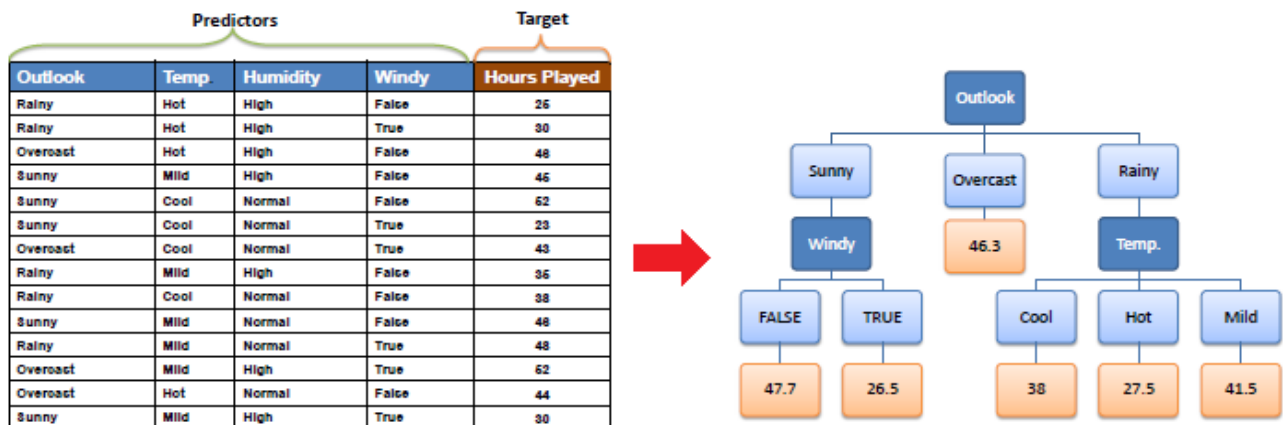 Predictors Target
Outlook Temp. Humidity Windy Hours Played
Rainy Hot High False 25
Rainy Hot High True 30
Overcast Hot High False 46
Sunny Mild High False 45
Sunny Cool Normal False 52
Sunny Cool Normal True 23
Overcast Cool Normal True 43
Rainy Mild High False 35
Rainy Cool Normal False 38
Sunny Mild Normal False 46
Rainy Mild Normal True 48
Overcast Mild High True 52
Overcast Hot Normal False 44
Sunny Mild High True 30
Outlook
Sunny Overcast Rainy
Windy 46.3 Temp.
FALSE TRUE Cool Hot Mild
47.7 26.5 38 27.5 41.5